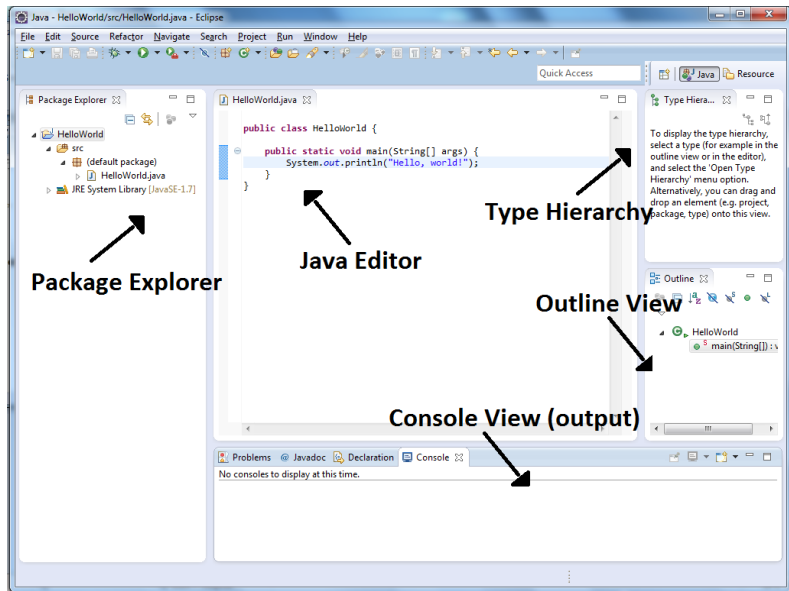 Java - HelloWorld/src/HelloWorld.java - Eclipse
File Edit Source Refactor Navigate Search Project Run Window Help
Quick Access
Java
Resource
Package Explorer
HelloWorld
src
(default package)
HelloWorld.java
JRE System Library [JavaSE-1.7]
Package Explorer
HelloWorld.java
public class HelloWorld {
public static void main(String[] args) {
System.out.println("Hello, world!");
}
}
Java Editor
Type Hiera...
To display the type hierarchy,
select a type (for example in the
outline view or in the editor),
and select the 'Open Type
Hierarchy' menu option.
Alternatively, you can drag and
drop an element (e.g. project,
package, type) onto this view.
Type Hierarchy
Outline
Outline View
HelloWorld
main(String[]) : v
Console View (output)
Problems @ Javadoc Declaration Console
No consoles to display at this time.